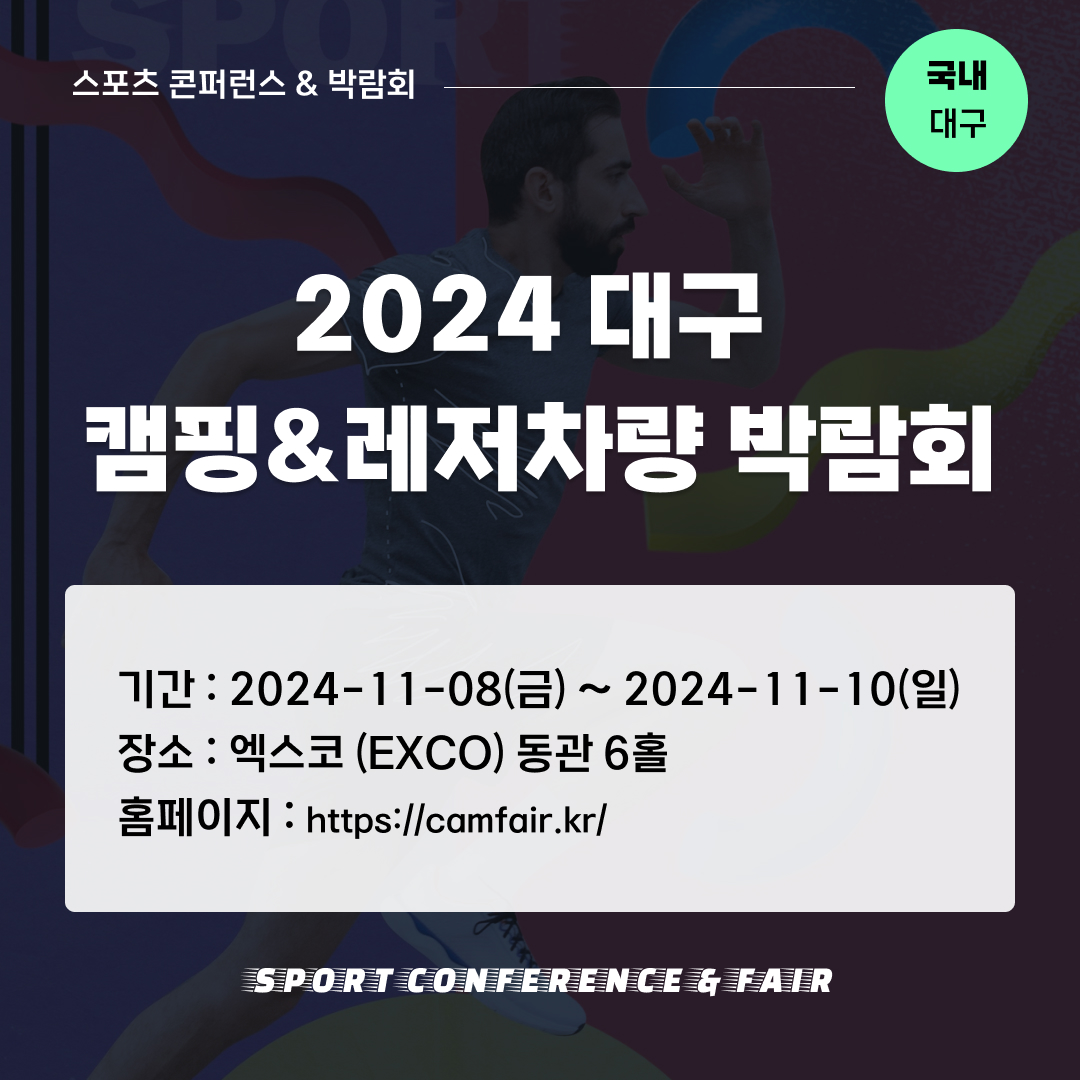 SPORT
스포츠 콘퍼런스 & 박람회
국내
대구
2024 대구
캠핑&레저차량 박람회
기간 : 2024-11-08(금) ~ 2024-11-10(일)
장소 : 엑스코 (EXCO) 동관 6홀
홈페이지 : https://camfair.kr/
SPORT CONFERENCE & FAIR